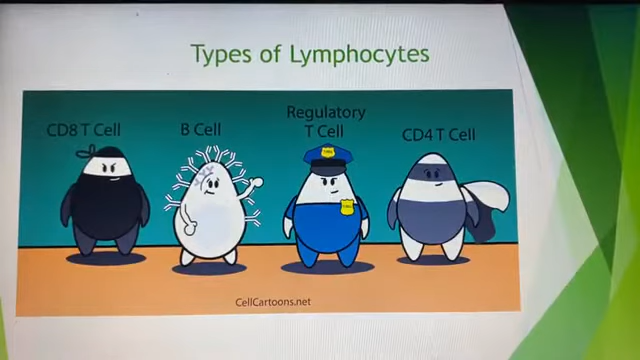 Types of Lymphocytes
CD8 T Cell
B Cell
Regulatory
T Cell
CD4 T Cell
CellCartoons.net